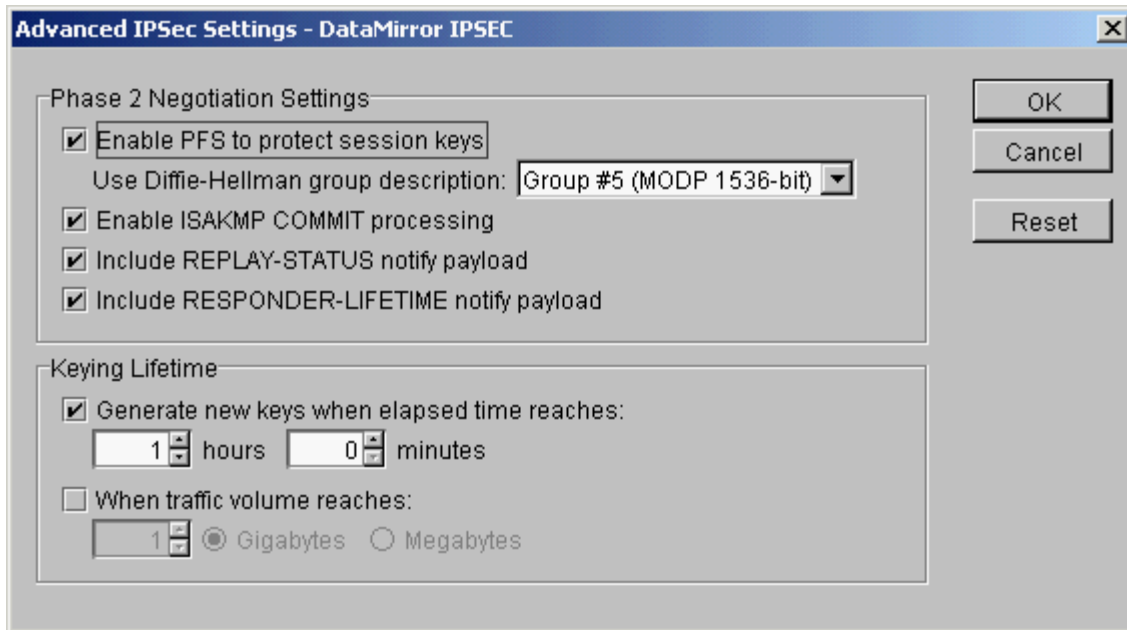 Advanced IPSec Settings - DataMirror IPSEC
Phase 2 Negotiation Settings
Enable PFS to protect session keys
Use Diffie-Hellman group description: Group #5 (MODP 1536-bit)
Enable ISAKMP COMMIT processing
Include REPLAY-STATUS notify payload
Include RESPONDER-LIFETIME notify payload
OK
Cancel
Reset
Keying Lifetime
Generate new keys when elapsed time reaches:
1 hours 0 minutes
When traffic volume reaches:
1 Gigabytes Megabytes